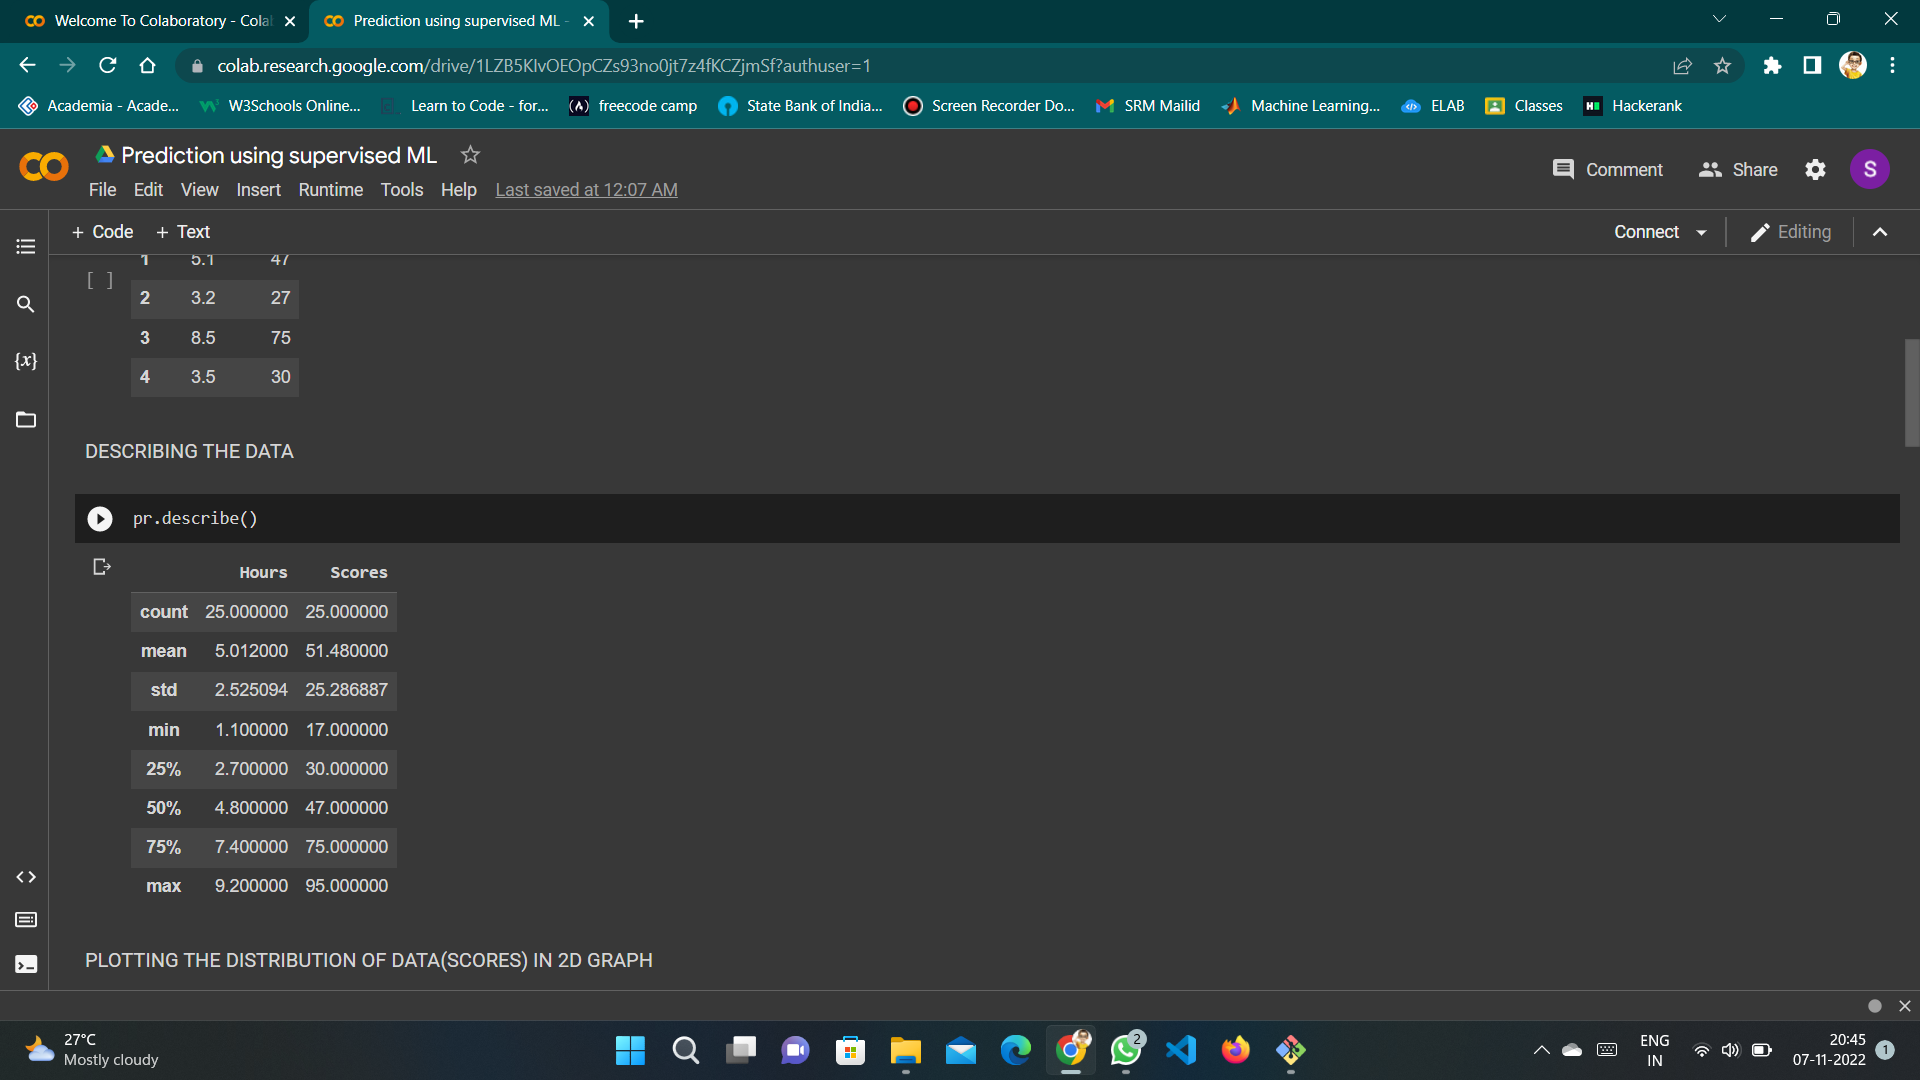 Welcome To Colaboratory - Colab
Prediction using supervised ML -
colab.research.google.com/drive/1LZB5KIvOEOpCZs93no0jt7z4fKCZjmSf?authuser=1
Academia - Acade...
W3Schools Online...
Learn to Code - for...
freecode camp
State Bank of India...
Screen Recorder Do...
SRM Mailid
Machine Learning...
ELAB
Classes
Hackerank
Prediction using supervised ML
Comment
Share
S
File Edit View Insert Runtime Tools Help Last saved at 12:07 AM
+ Code + Text
Connect
Editing
1 5.1 47
[ ]
2 3.2 27
3 8.5 75
{x}
4 3.5 30
DESCRIBING THE DATA
pr.describe()
Hours Scores
count 25.000000 25.000000
mean 5.012000 51.480000
std 2.525094 25.286887
min 1.100000 17.000000
25% 2.700000 30.000000
50% 4.800000 47.000000
75% 7.400000 75.000000
max 9.200000 95.000000
PLOTTING THE DISTRIBUTION OF DATA(SCORES) IN 2D GRAPH
27°C
Mostly cloudy
2
ENG
IN
20:45
07-11-2022
1